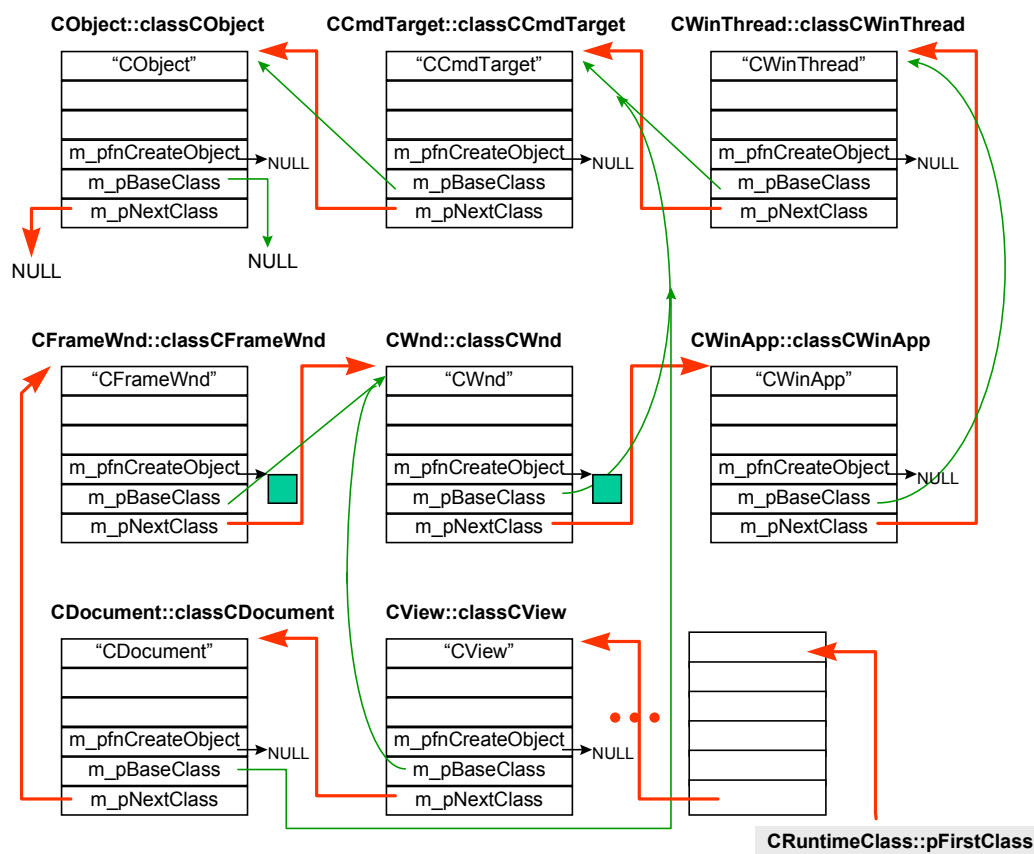 CObject::classCObject
“CObject”
m_pfnCreateObject
NULL
m_pBaseClass
m_pNextClass
NULL
NULL
CCmdTarget::classCCmdTarget
“CCmdTarget”
m_pfnCreateObject
NULL
m_pBaseClass
m_pNextClass
CWinThread::classCWinThread
“CWinThread”
m_pfnCreateObject
NULL
m_pBaseClass
m_pNextClass
CFrameWnd::classCFrameWnd
“CFrameWnd”
m_pfnCreateObject
m_pBaseClass
m_pNextClass
CWnd::classCWnd
“CWnd”
m_pfnCreateObject
m_pBaseClass
m_pNextClass
CWinApp::classCWinApp
“CWinApp”
m_pfnCreateObject
NULL
m_pBaseClass
m_pNextClass
CDocument::classCDocument
“CDocument”
m_pfnCreateObject
NULL
m_pBaseClass
m_pNextClass
CView::classCView
“CView”
m_pfnCreateObject
NULL
m_pBaseClass
m_pNextClass
CRuntimeClass::pFirstClass